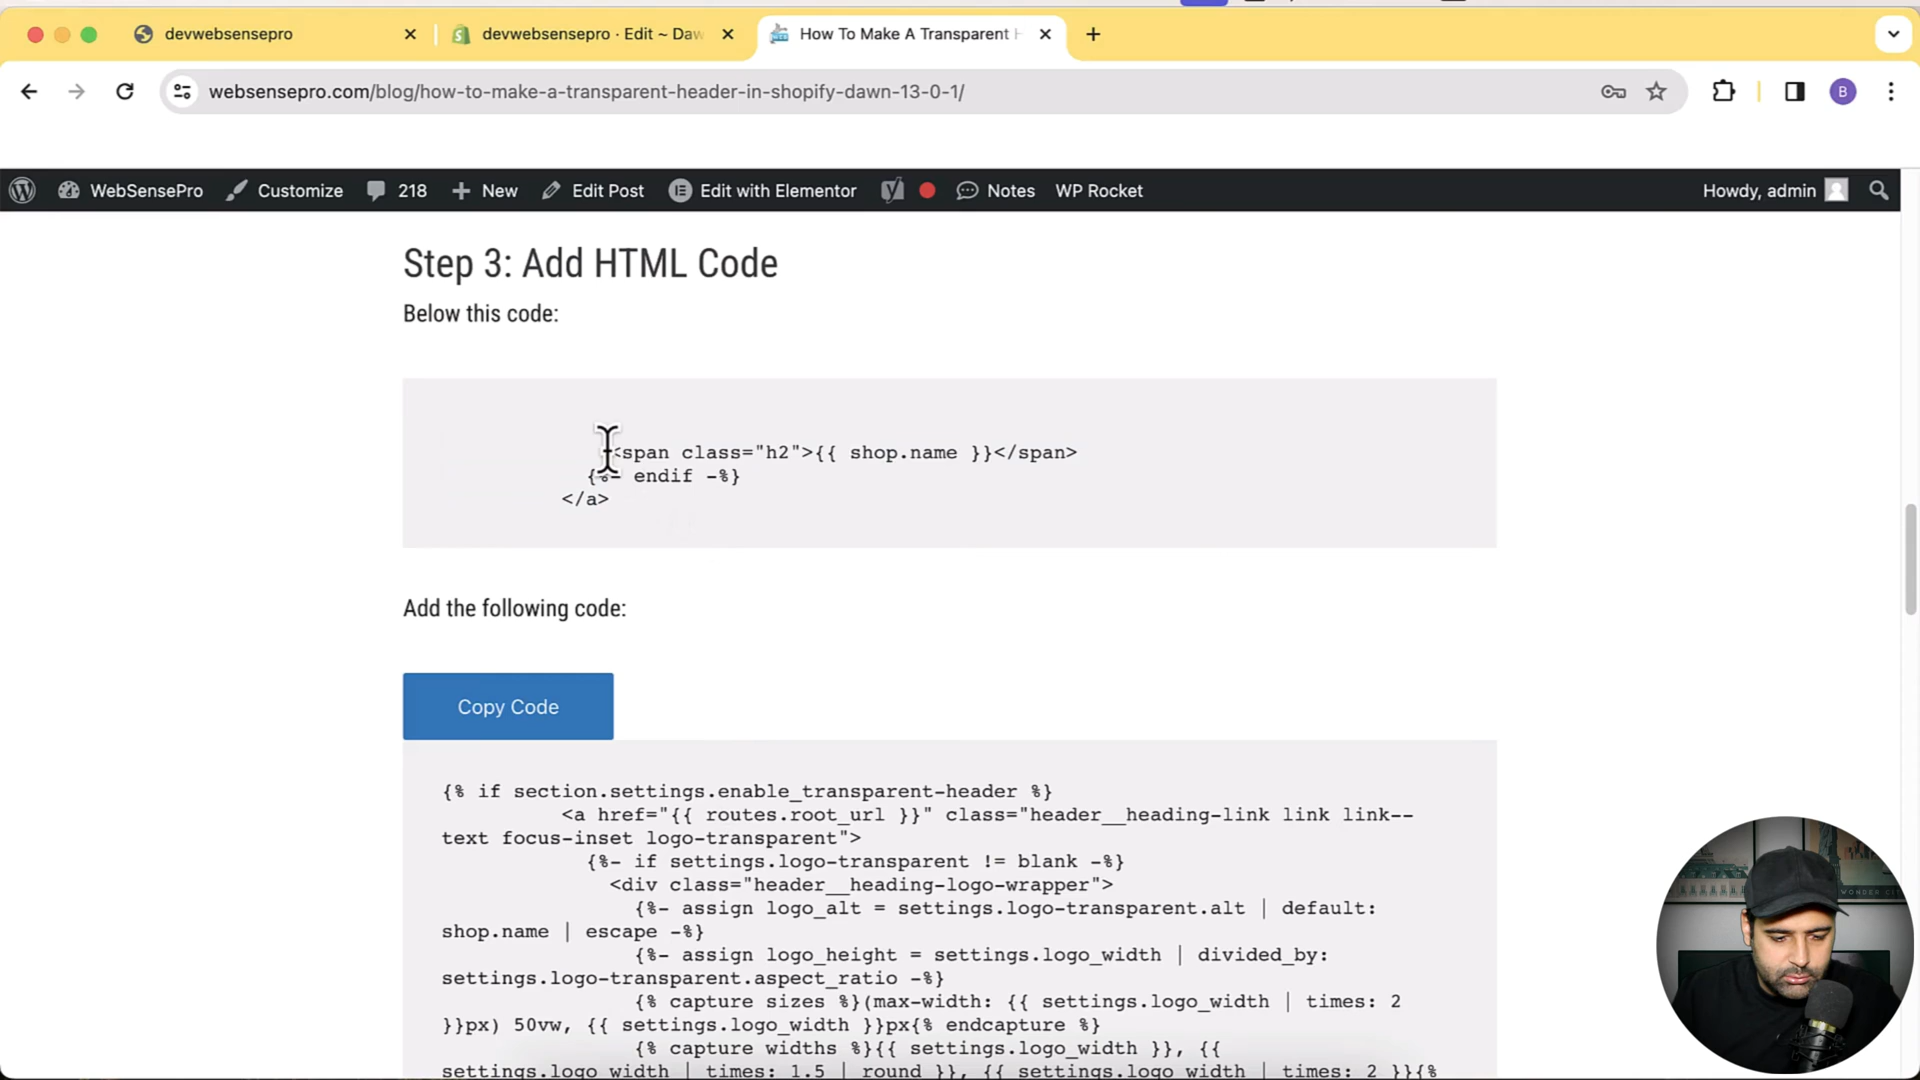 devwebsensepro
devwebsensepro · Edit ~ Daw
How To Make A Transparent H
websensepro.com/blog/how-to-make-a-transparent-header-in-shopify-dawn-13-0-1/
B
WebSensePro
Customize
218
New
Edit Post
Edit with Elementor
Notes
WP Rocket
Howdy, admin
Step 3: Add HTML Code
Below this code:
<span class="h2">{{ shop.name }}</span>
{%- endif -%}
</a>
Add the following code:
Copy Code
{% if section.settings.enable_transparent-header %}
<a href="{{ routes.root_url }}" class="header__heading-link link link--
text focus-inset logo-transparent">
{%- if settings.logo-transparent != blank -%}
<div class="header__heading-logo-wrapper">
{%- assign logo_alt = settings.logo-transparent.alt | default:
shop.name | escape -%}
{%- assign logo_height = settings.logo_width | divided_by:
settings.logo-transparent.aspect_ratio -%}
{% capture sizes %}(max-width: {{ settings.logo_width | times: 2
}}px) 50vw, {{ settings.logo_width }}px{% endcapture %}
{% capture widths %}{{ settings.logo_width }}, {{
settings.logo_width | times: 1.5 | round }}, {{ settings.logo_width | times: 2 }}{%